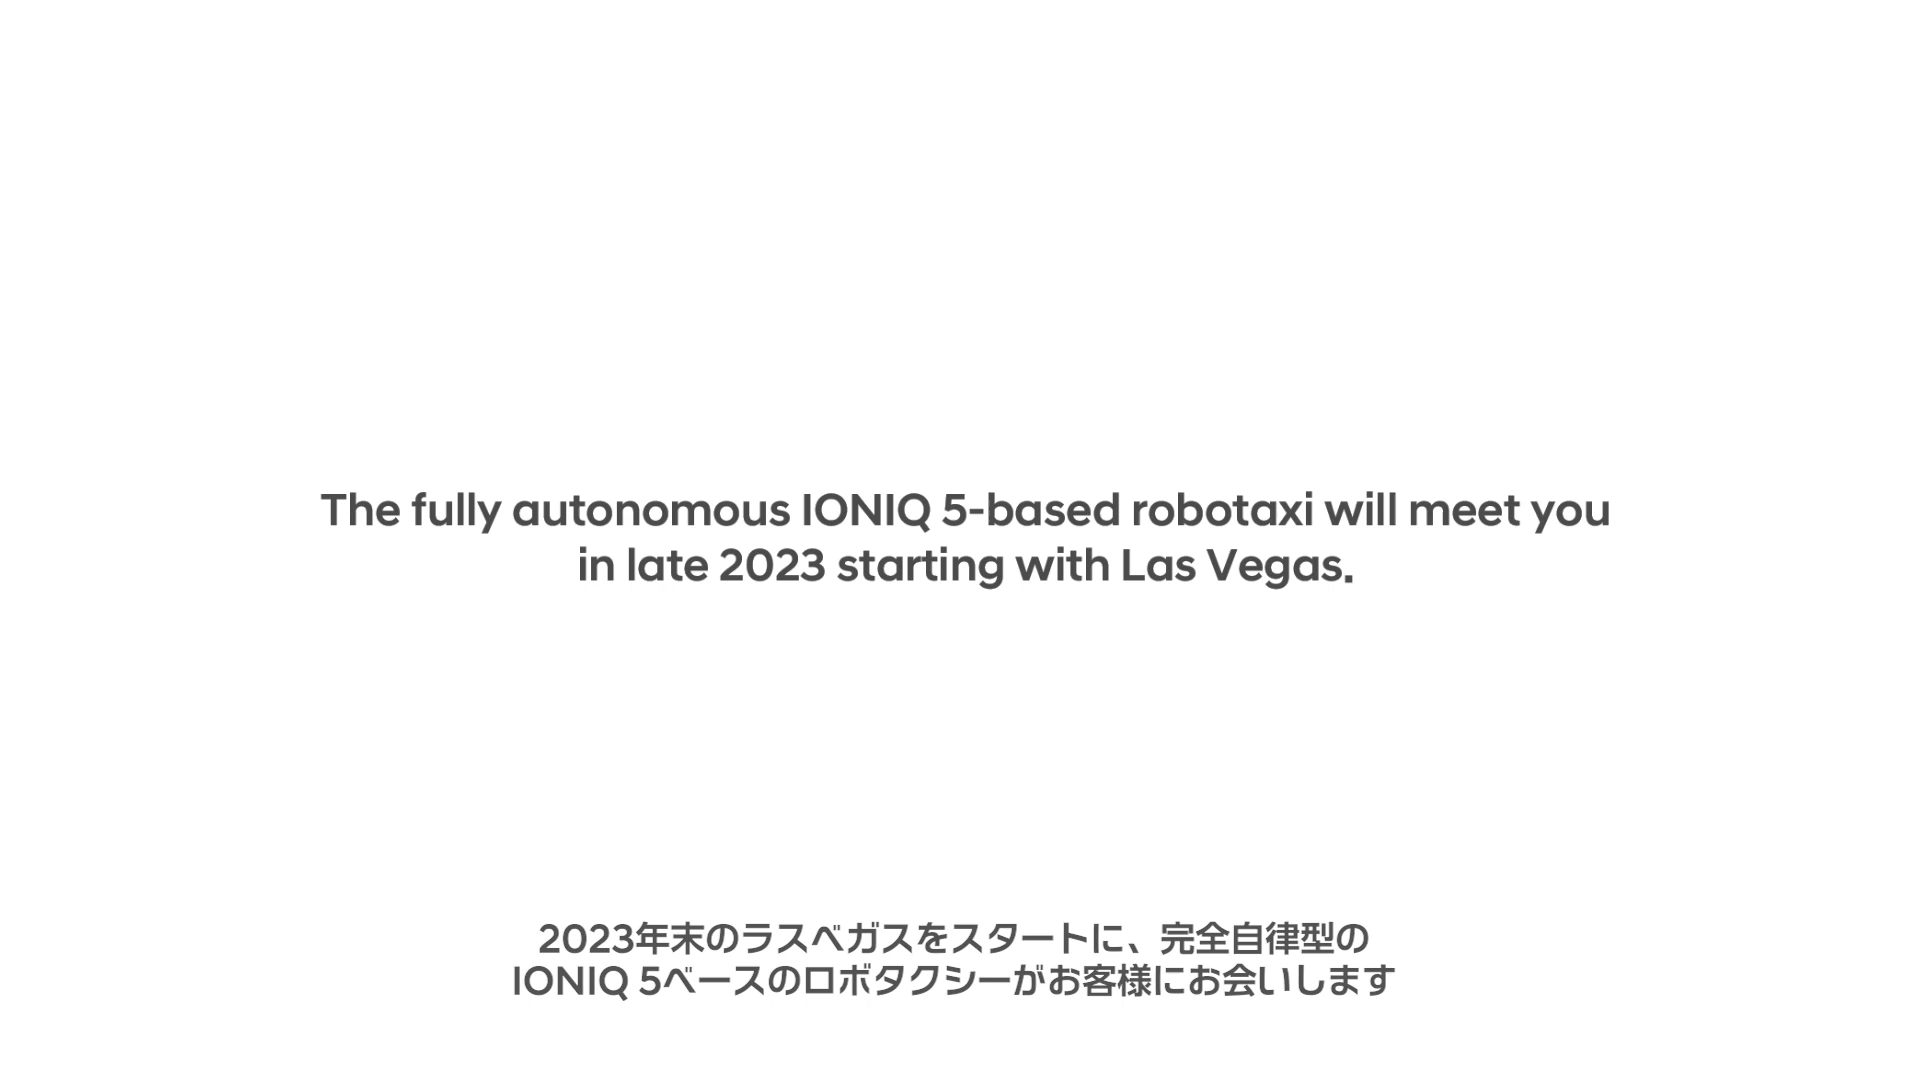 The fully autonomous IONIQ 5-based robotaxi will meet you
in late 2023 starting with Las Vegas.
2023年末のラスベガスをスタートに、完全自律型の
IONIQ 5ベースのロボタクシーがお客様にお会いします